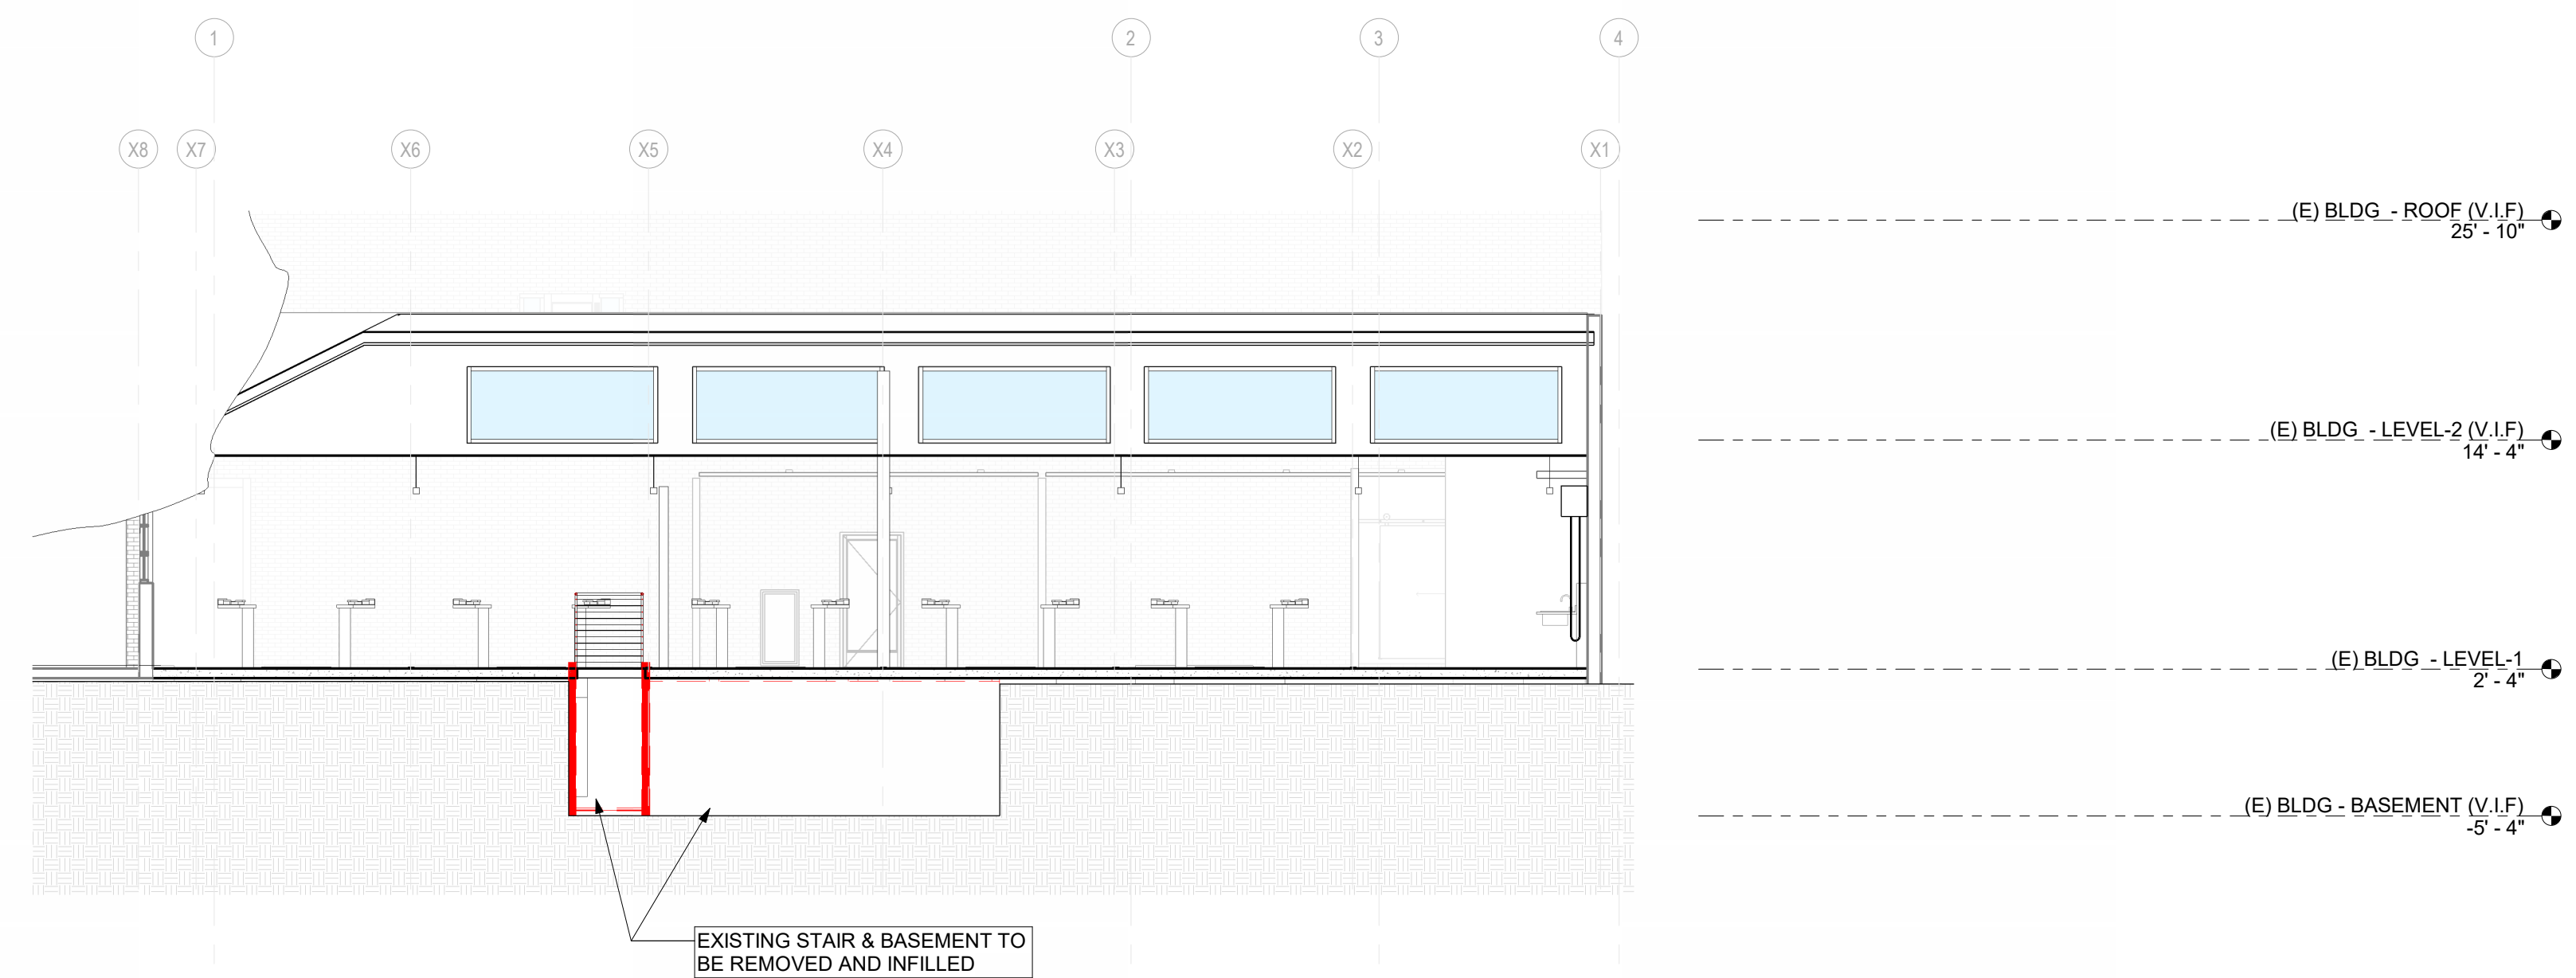 1
2
3
4
X8
X7
X6
X5
X4
X3
X2
X1
(E) BLDG - ROOF (V.I.F)
25' - 10"
(E) BLDG - LEVEL-2 (V.I.F)
14' - 4"
(E) BLDG - LEVEL-1
2' - 4"
(E) BLDG - BASEMENT (V.I.F)
-5' - 4"
EXISTING STAIR & BASEMENT TO
BE REMOVED AND INFILLED